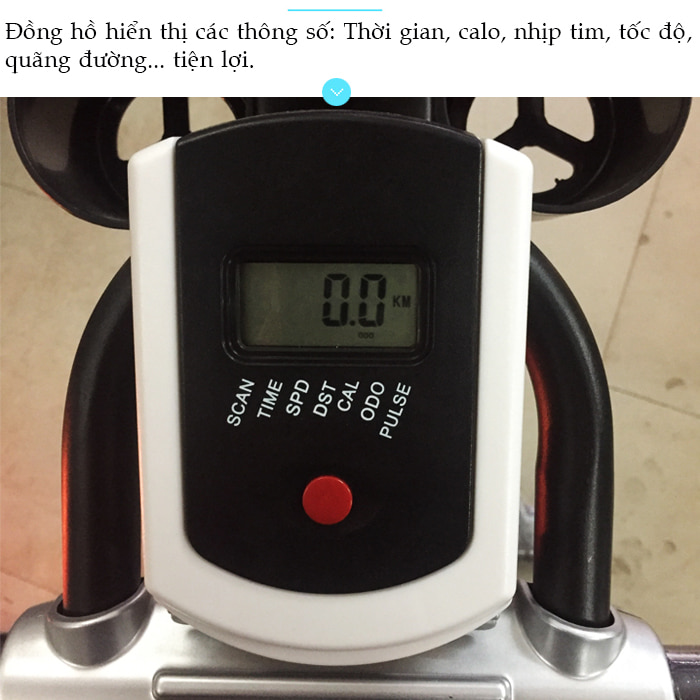 Đồng hồ hiển thị các thông số: Thời gian, calo, nhịp tim, tốc độ,
quãng đường... tiện lợi.
0.0 KM
ODO
SCAN
TIME
SPD
DST
CAL
ODO
PULSE